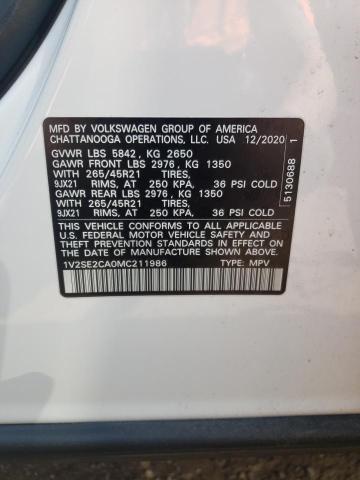 MFD. BY VOLKSWAGEN GROUP OF AMERICA
CHATTANOOGA OPERATIONS, LLC. USA 12/2020
GVWR LBS 5842, KG 2650
GAWR FRONT LBS 2976, KG 1350
WITH 265/45R21 TIRES,
9JX21 RIMS, AT 250 KPA, 36 PSI COLD
GAWR REAR LBS 2976, KG 1350
WITH 265/45R21 TIRES,
9JX21 RIMS, AT 250 KPA, 36 PSI COLD
THIS VEHICLE CONFORMS TO ALL APPLICABLE
U.S. FEDERAL MOTOR VEHICLE SAFETY AND
THEFT PREVENTION STANDARDS IN EFFECT ON
THE DATE OF MANUFACTURE SHOWN ABOVE.
1V2SE2CA0MC211986 TYPE: MPV
5130688 1